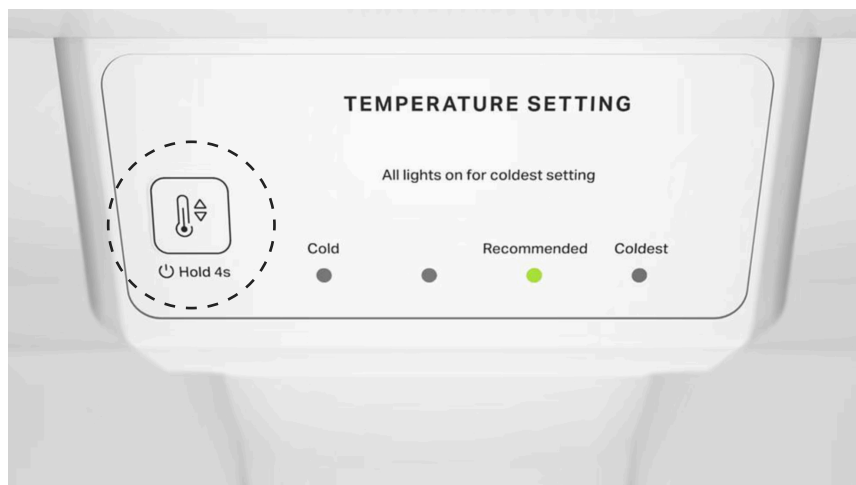 TEMPERATURE SETTING
All lights on for coldest setting
Cold
Recommended
Coldest
Hold 4s